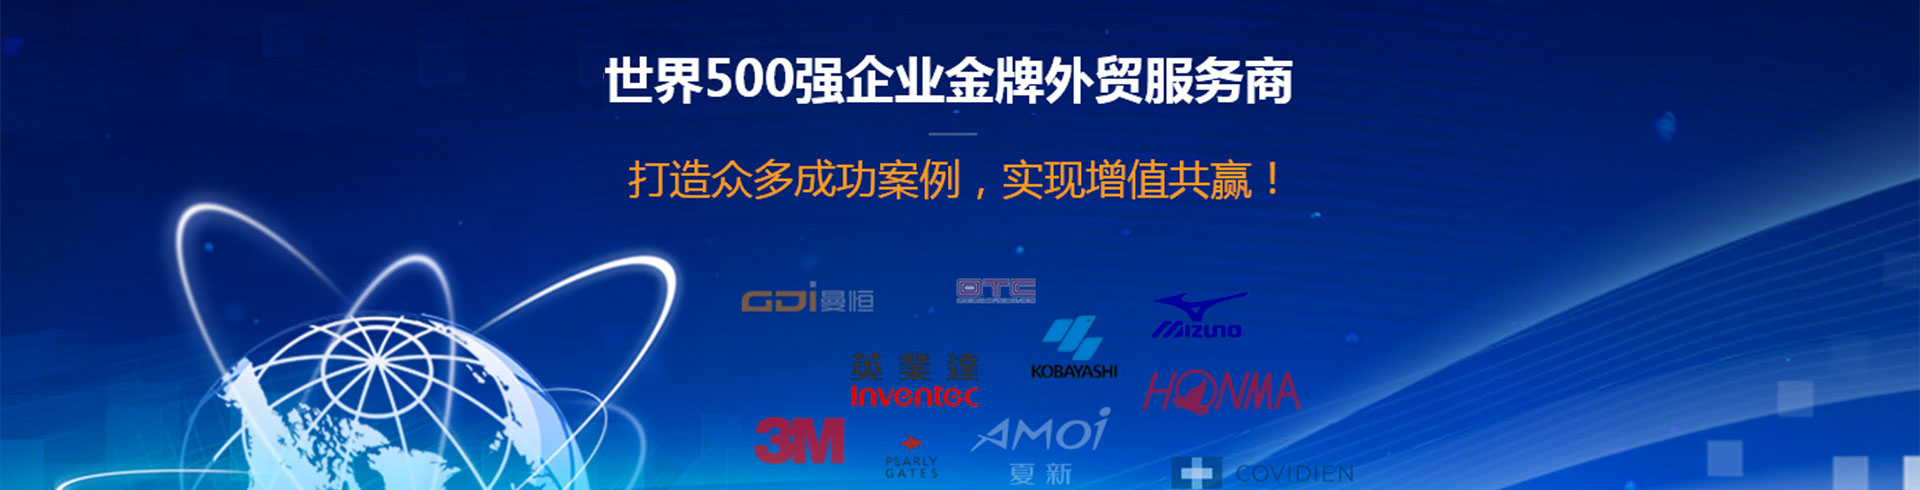 世界500强企业金牌外贸服务商
打造众多成功案例，实现增值共赢！
GDi曼恒
OTC
MIZUNO
KOBAYASHI
英業達
Inventec
HONMA
3M
PEARLY
GATES
AMOi
夏新
COVIDIEN